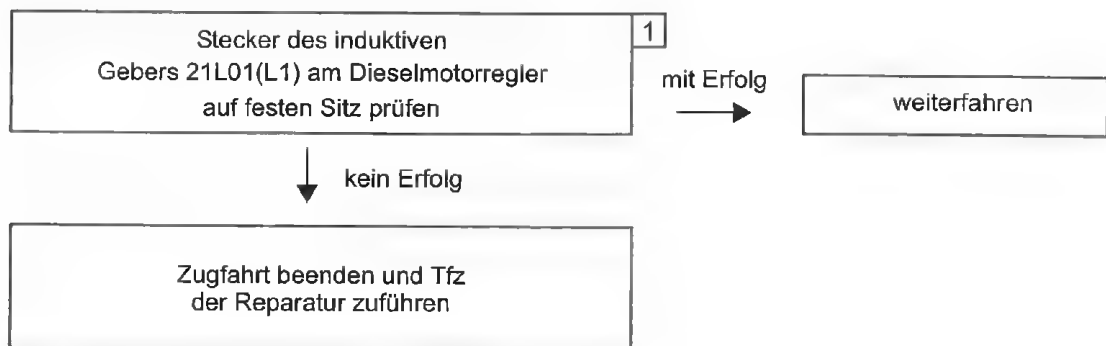 Stecker des induktiven
Gebers 21L01(L1) am Dieselmotorregler
auf festen Sitz prüfen
1
mit Erfolg
weiterfahren
kein Erfolg
Zugfahrt beenden und Tfz
der Reparatur zuführen